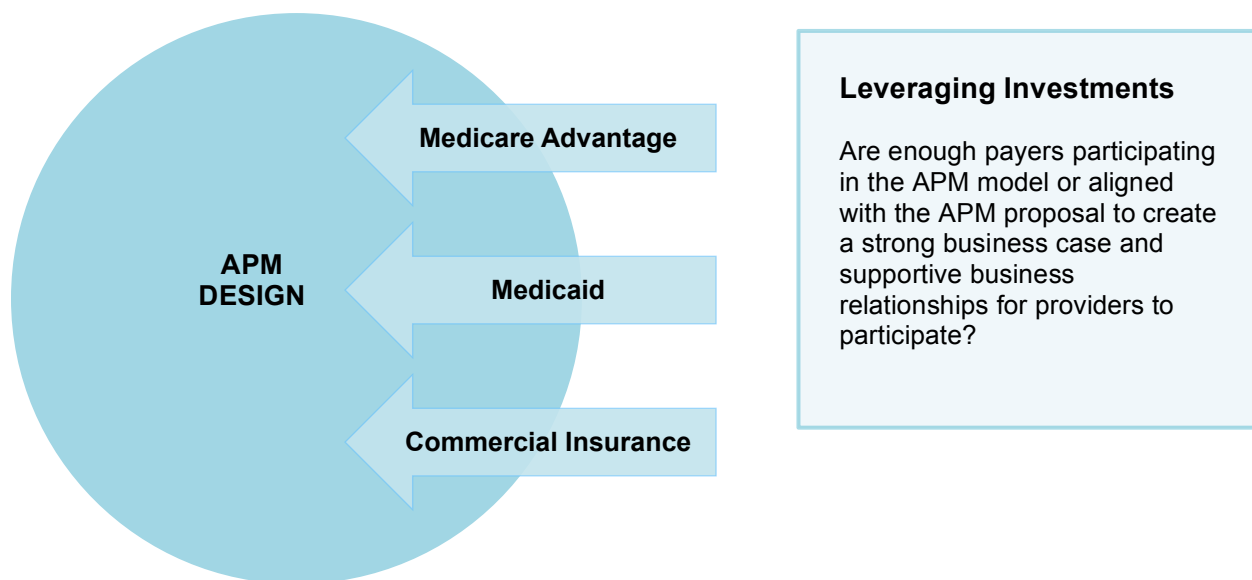 APM
DESIGN
Medicare Advantage
Medicaid
Commercial Insurance
Leveraging Investments
Are enough payers participating
in the APM model or aligned
with the APM proposal to create
a strong business case and
supportive business
relationships for providers to
participate?